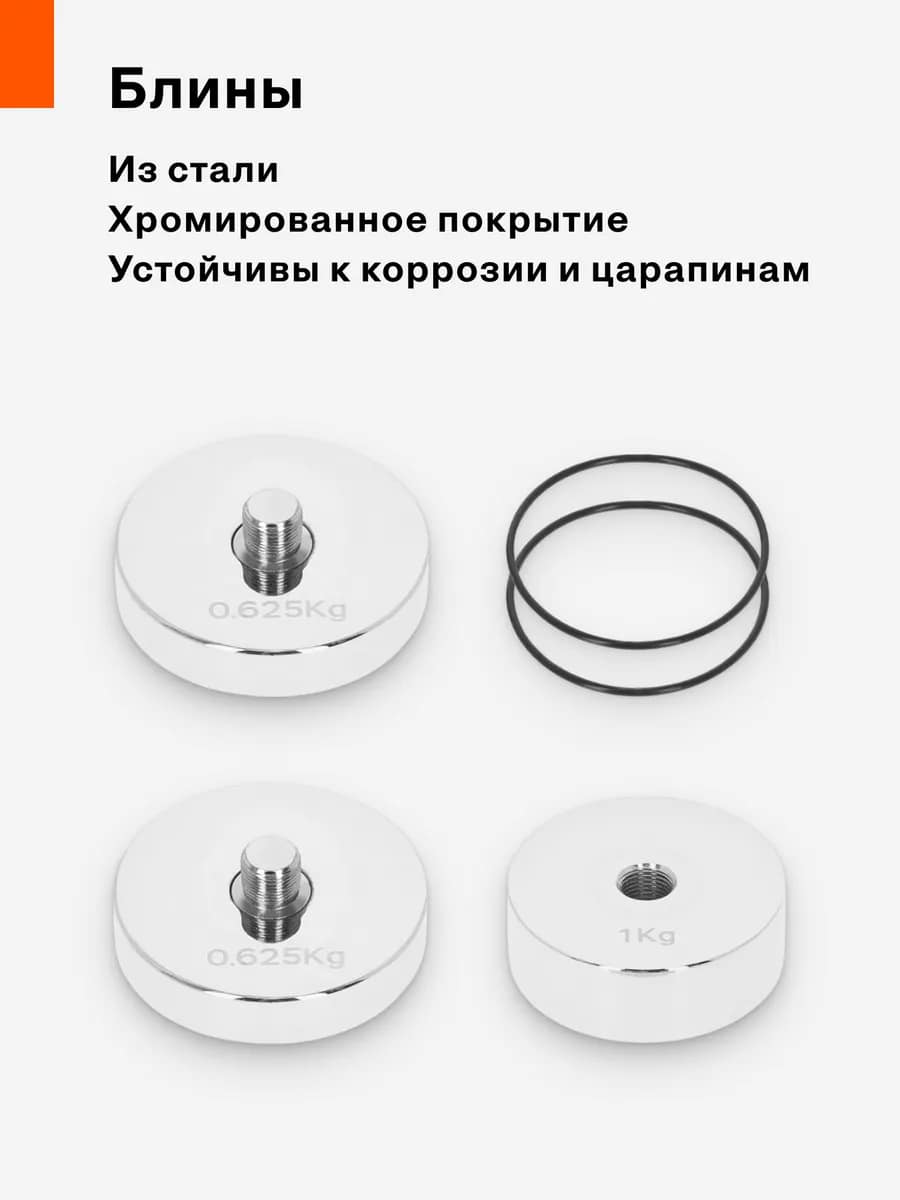 Блины
Из стали
Хромированное покрытие
Устойчивы к коррозии и царапинам
0.625Kg
0.625Kg
1Kg